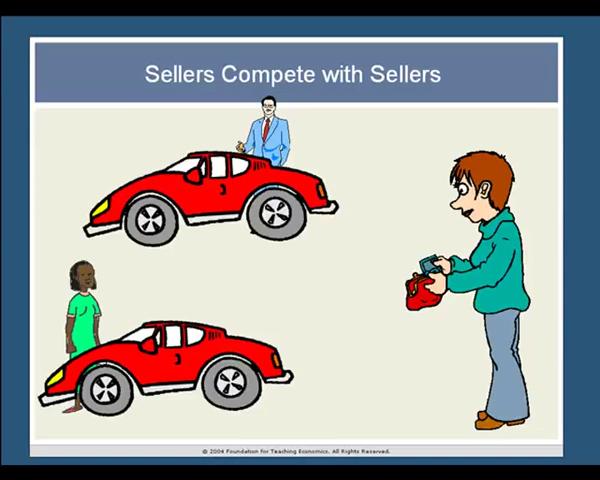 Sellers Compete with Sellers
© 2004 Foundation for Teaching Economics. All Rights Reserved.